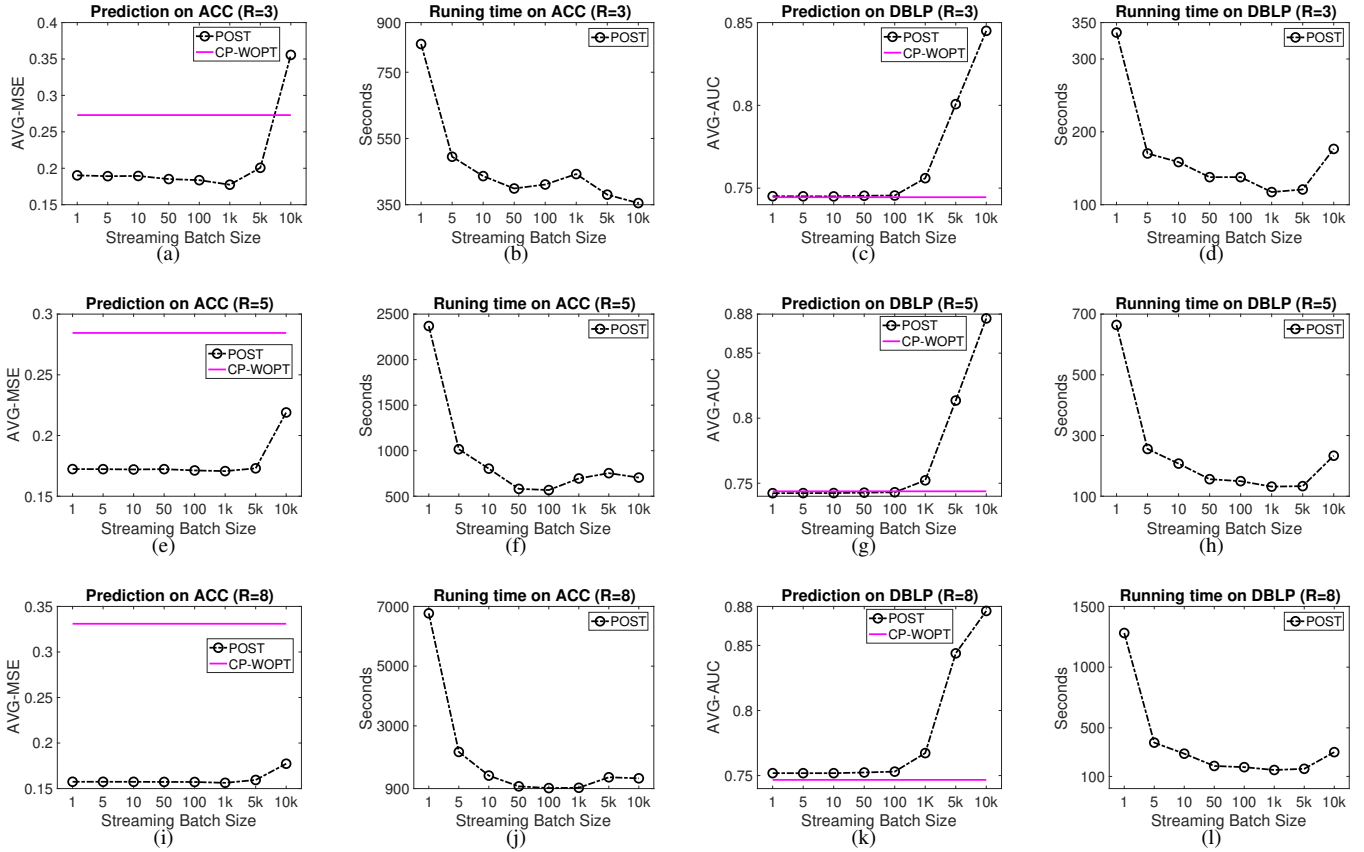 Prediction on ACC (R=3)
POST
CP-WOPT
AVG-MSE
0.4
0.35
0.3
0.25
0.2
0.15
1 5 10 50 100 1k 5k 10k
Streaming Batch Size
(a)
Runing time on ACC (R=3)
POST
Seconds
900
750
550
350
1 5 10 50 100 1k 5k 10k
Streaming Batch Size
(b)
Prediction on DBLP (R=3)
POST
CP-WOPT
AVG-AUC
0.85
0.8
0.75
1 5 10 50 100 1k 5k 10k
Streaming Batch Size
(c)
Running time on DBLP (R=3)
POST
Seconds
350
300
200
100
1 5 10 50 100 1k 5k 10k
Streaming Batch Size
(d)
Prediction on ACC (R=5)
POST
CP-WOPT
AVG-MSE
0.3
0.25
0.2
0.15
1 5 10 50 100 1k 5k 10k
Streaming Batch Size
(e)
Runing time on ACC (R=5)
POST
Seconds
2500
2000
1500
1000
500
1 5 10 50 100 1k 5k 10k
Streaming Batch Size
(f)
Prediction on DBLP (R=5)
POST
CP-WOPT
AVG-AUC
0.88
0.85
0.8
0.75
1 5 10 50 100 1k 5k 10k
Streaming Batch Size
(g)
Running time on DBLP (R=5)
POST
Seconds
700
500
300
100
1 5 10 50 100 1k 5k 10k
Streaming Batch Size
(h)
Prediction on ACC (R=8)
POST
CP-WOPT
AVG-MSE
0.35
0.3
0.25
0.2
0.15
1 5 10 50 100 1k 5k 10k
Streaming Batch Size
(i)
Runing time on ACC (R=8)
POST
Seconds
7000
5000
3000
900
1 5 10 50 100 1k 5k 10k
Streaming Batch Size
(j)
Prediction on DBLP (R=8)
POST
CP-WOPT
AVG-AUC
0.88
0.85
0.8
0.75
1 5 10 50 100 1k 5k 10k
Streaming Batch Size
(k)
Running time on DBLP (R=8)
POST
Seconds
1500
1000
500
100
1 5 10 50 100 1k 5k 10k
Streaming Batch Size
(l)